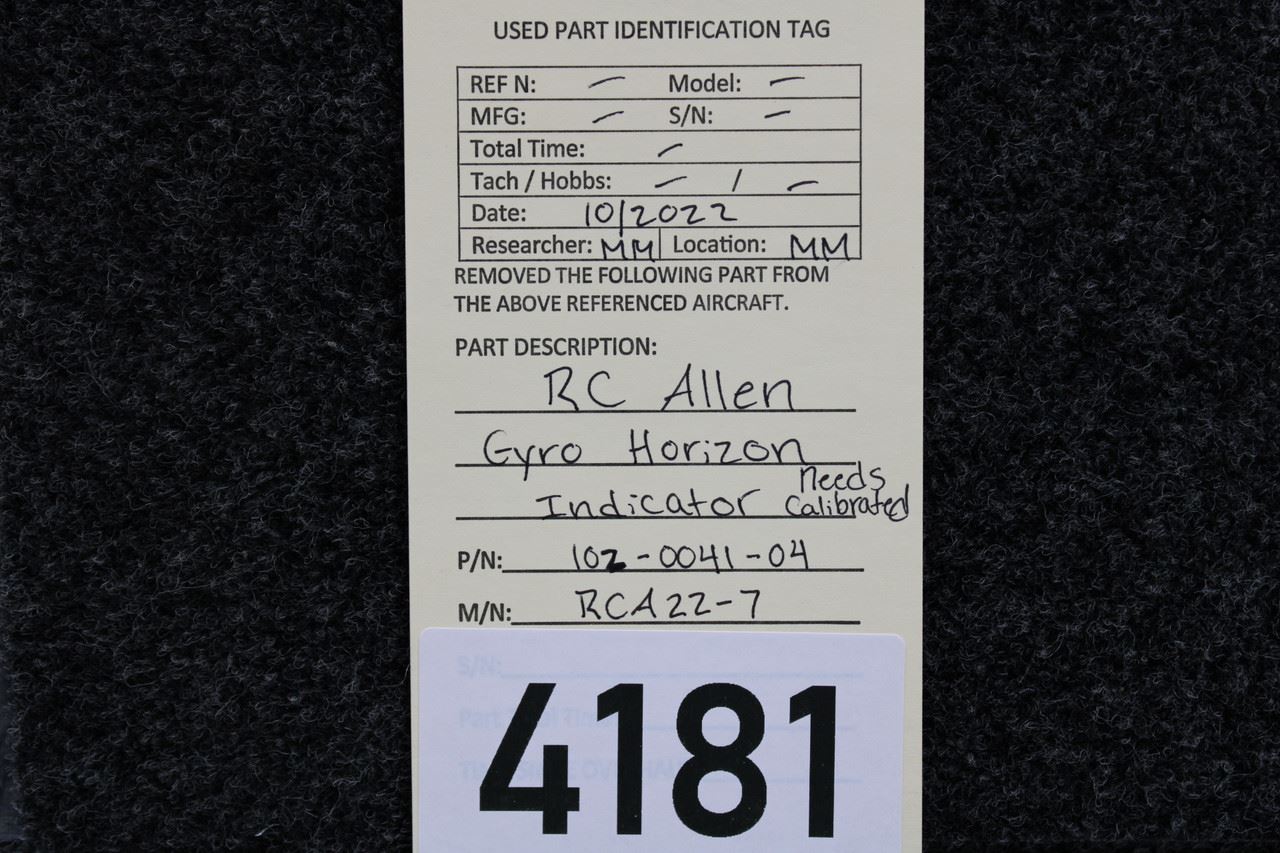 USED PART IDENTIFICATION TAG
REF N: — Model: —
MFG: — S/N: —
Total Time: —
Tach / Hobbs: — / —
Date: 10/2022
Researcher: MM Location: MM
REMOVED THE FOLLOWING PART FROM
THE ABOVE REFERENCED AIRCRAFT.
PART DESCRIPTION:
RC Allen
Gyro Horizon
Indicator Needs Calibrated
P/N: 102-0041-04
M/N: RCA22-7
S/N:
4181